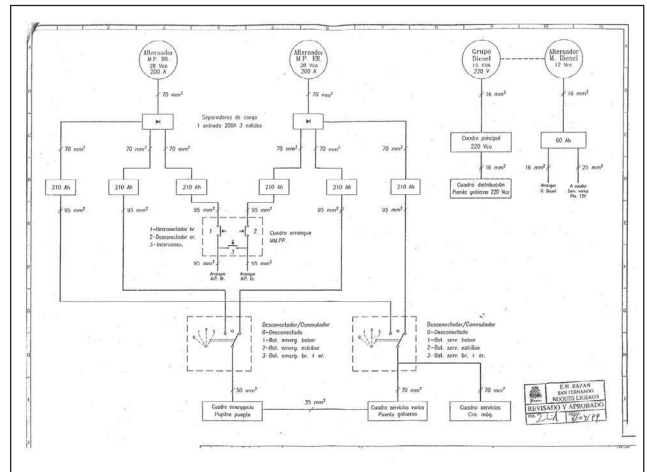 Alternador
M.P. BR.
28 Vcc
200 A
Alternador
M.P. ER.
28 Vcc
200 A
Grupo
Diesel
15 KVA
220 V
Alternador
M. Diesel
12 Vcc
70 mm²
70 mm²
16 mm²
16 mm²
Separadores de carga
1 entrada 200A 3 salidas
Cuadro principal
220 Vca
60 Ah
70 mm²
70 mm²
70 mm²
70 mm²
70 mm²
70 mm²
16 mm²
16 mm²
25 mm²
210 Ah
210 Ah
210 Ah
210 Ah
210 Ah
210 Ah
Cuadro distribución
Puente gobierno 220 Vca
Arranque
A cuadro
Serv. varios
95 mm²
95 mm²
95 mm²
95 mm²
95 mm²
95 mm²
1-Desconectador br.
2-Desconectador er.
3-Interconex.
1
2
3
Cuadro arranque
MM.PP.
95 mm²
95 mm²
Arranque
M.P. Br.
Arranque
M.P. Er.
Desconectador/Conmutador
0-Desconectado
1-Bat. emerg. babor
2-Bat. emerg. estribor
3-Bat. emerg. br. i er.
Desconectador/Conmutador
0-Desconectado
1-Bat. serv. babor
2-Bat. serv. estribor
3-Bat. serv. br. i er.
50 mm²
70 mm²
20 mm²
35 mm²
Cuadro emergencia
Pupitre puente
Cuadro servicios varios
Puente gobierno
Cuadro servicios
Cra. máq.
E.N. BAZAN
SAN FERNANDO
BUQUES LIGEROS
REVISADO Y APROBADO